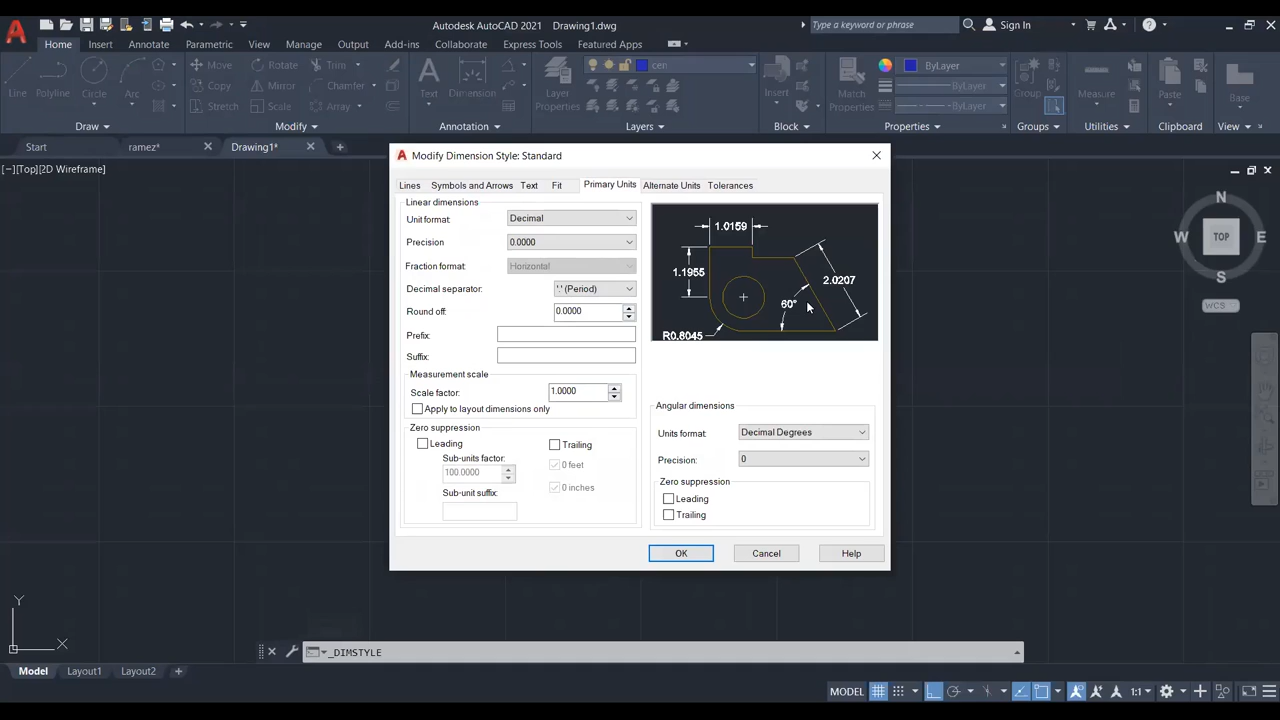 Autodesk AutoCAD 2021 Drawing1.dwg
Type a keyword or phrase
Sign In
Home Insert Annotate Parametric View Manage Output Add-ins Collaborate Express Tools Featured Apps
Line Polyline Circle Arc
Move Rotate Trim
Copy Mirror Chamfer
Stretch Scale Array
Text Dimension
Layer Properties
cen
Insert
Match Properties
ByLayer
ByLayer
ByLayer
Group
Measure
Paste
Base
Draw Modify Annotation Layers Block Properties Groups Utilities Clipboard View
Start ramez* Drawing1*
[−][Top][2D Wireframe]
N
W TOP E
S
WCS
Modify Dimension Style: Standard
Lines Symbols and Arrows Text Fit Primary Units Alternate Units Tolerances
Linear dimensions
Unit format: Decimal
Precision 0.0000
Fraction format: Horizontal
Decimal separator: '.' (Period)
Round off: 0.0000
Prefix:
Suffix:
Measurement scale
Scale factor: 1.0000
Apply to layout dimensions only
Zero suppression
Leading
Trailing
Sub-units factor:
100.0000
Sub-unit suffix:
0 feet
0 inches
1.0159
1.1955
2.0207
60°
R0.8045
Angular dimensions
Units format: Decimal Degrees
Precision: 0
Zero suppression
Leading
Trailing
OK Cancel Help
Y
X
_DIMSTYLE
Model Layout1 Layout2
MODEL
1:1